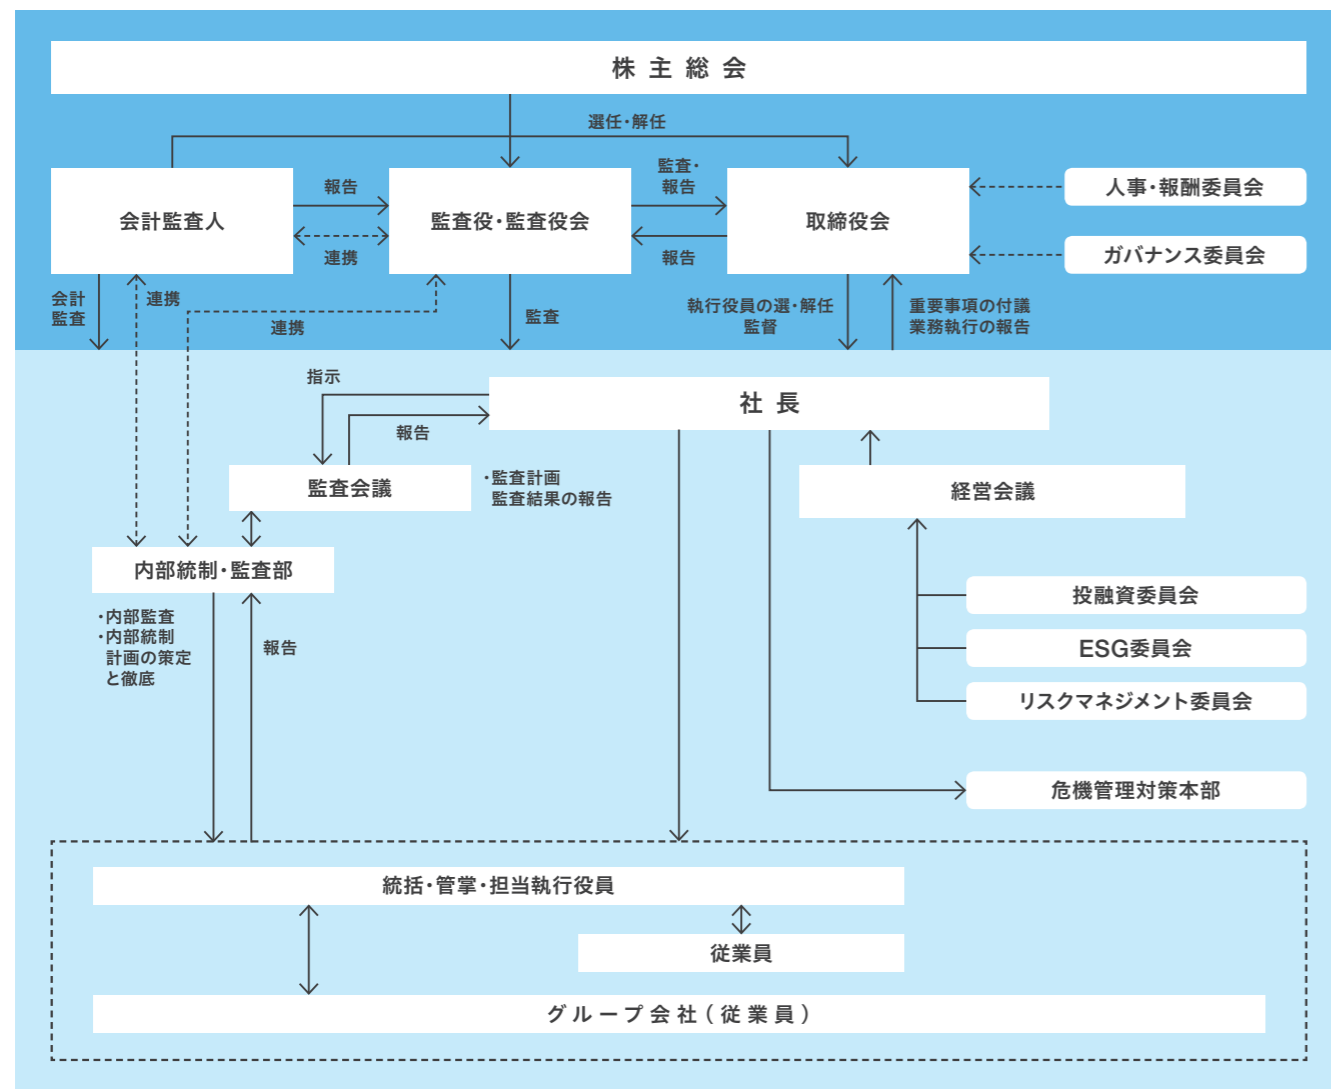 株主総会
選任・解任
会計監査人
報告
連携
監査役・監査役会
監査・
報告
報告
取締役会
人事・報酬委員会
ガバナンス委員会
会計
監査
連携
連携
監査
執行役員の選・解任
監督
重要事項の付議
業務執行の報告
指示
社長
報告
監査会議
・監査計画
監査結果の報告
経営会議
内部統制・監査部
・内部監査
・内部統制
計画の策定
と徹底
報告
投融資委員会
ESG委員会
リスクマネジメント委員会
危機管理対策本部
統括・管掌・担当執行役員
従業員
グループ会社(従業員)